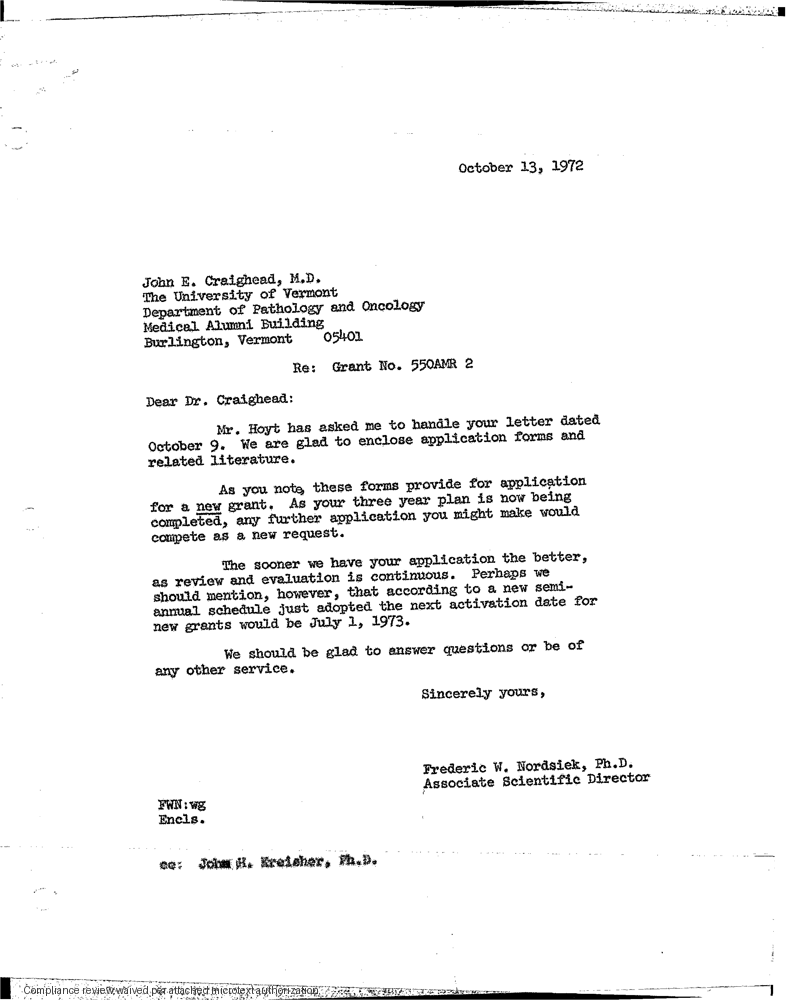 October 13, 1972
John E. Craighead, M.D.
The University of Vermont
Department of Pathology and Oncology
Medical Alumni Building
Burlington, Vermont 05401
Re: Grant No. 550AMR 2
Dear Dr. Craighead:
Mr. Hoyt has asked me to handle your letter dated
October 9. We are glad to enclose application forms and
related literature.
As you note, these forms provide for application
for a new grant. As your three year plan is now being
completed, any further application you might make would
compete as a new request.
The sooner we have your application the better,
as review and evaluation is continuous. Perhaps we
should mention, however, that according to a new semi-
annual schedule just adopted the next activation date for
new grants would be July 1, 1973.
We should be glad to answer questions or be of
any other service.
Sincerely yours,
Frederic W. Nordsiek, Ph.D.
Associate Scientific Director
FWN:wg
Encls.
cc: John H. Kreisher, Ph.D.
Compliance review waived per attached microtext authorization